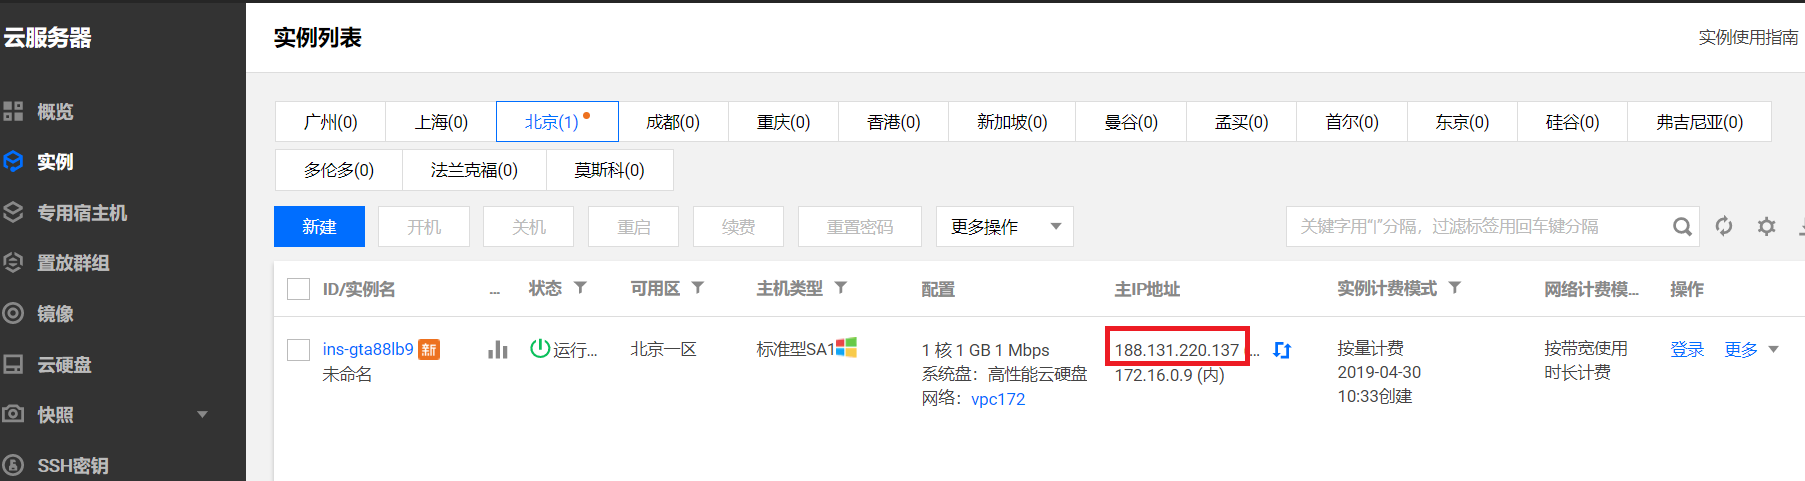 云服务器
概览
实例
专用宿主机
置放群组
镜像
云硬盘
快照
SSH密钥
实例列表
实例使用指南
广州(0) 上海(0) 北京(1) 成都(0) 重庆(0) 香港(0) 新加坡(0) 曼谷(0) 孟买(0) 首尔(0) 东京(0) 硅谷(0) 弗吉尼亚(0)
多伦多(0) 法兰克福(0) 莫斯科(0)
新建 开机 关机 重启 续费 重置密码 更多操作 关键字用"|"分隔，过滤标签用回车键分隔
ID/实例名 ... 状态 可用区 主机类型 配置 主IP地址 实例计费模式 网络计费模... 操作
ins-gta88lb9 新 运行... 北京一区 标准型SA1 1 核 1 GB 1 Mbps 188.131.220.137 (... 按量计费 按带宽使用 登录 更多
未命名 系统盘：高性能云硬盘 172.16.0.9 (内) 2019-04-30 时长计费
网络：vpc172 10:33创建